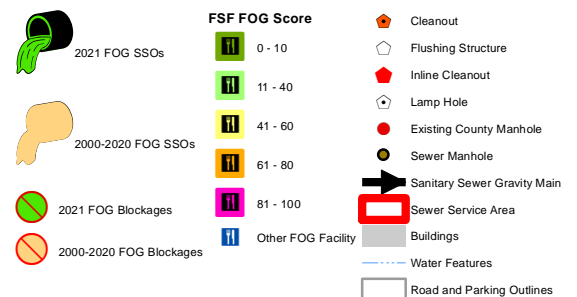 2021 FOG SSOs
2000-2020 FOG SSOs
2021 FOG Blockages
2000-2020 FOG Blockages
FSF FOG Score
0 - 10
11 - 40
41 - 60
61 - 80
81 - 100
Other FOG Facility
Cleanout
Flushing Structure
Inline Cleanout
Lamp Hole
Existing County Manhole
Sewer Manhole
Sanitary Sewer Gravity Main
Sewer Service Area
Buildings
Water Features
Road and Parking Outlines